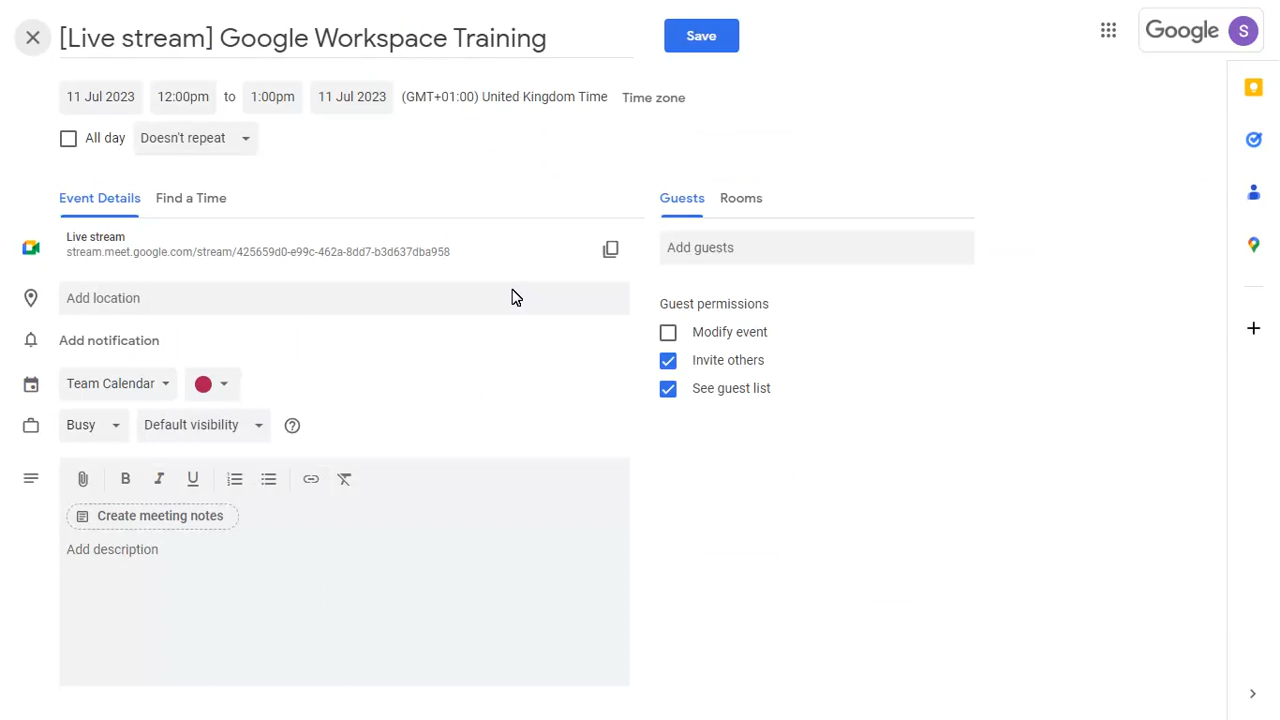 [Live stream] Google Workspace Training
Save
Google
S
11 Jul 2023
12:00pm
to
1:00pm
11 Jul 2023
(GMT+01:00) United Kingdom Time
Time zone
All day
Doesn't repeat
Event Details
Find a Time
Guests
Rooms
Live stream
stream.meet.google.com/stream/425659d0-e99c-462a-8dd7-b3d637dba958
Add guests
Add location
Guest permissions
Modify event
Add notification
Invite others
Team Calendar
See guest list
Busy
Default visibility
B I U
Create meeting notes
Add description